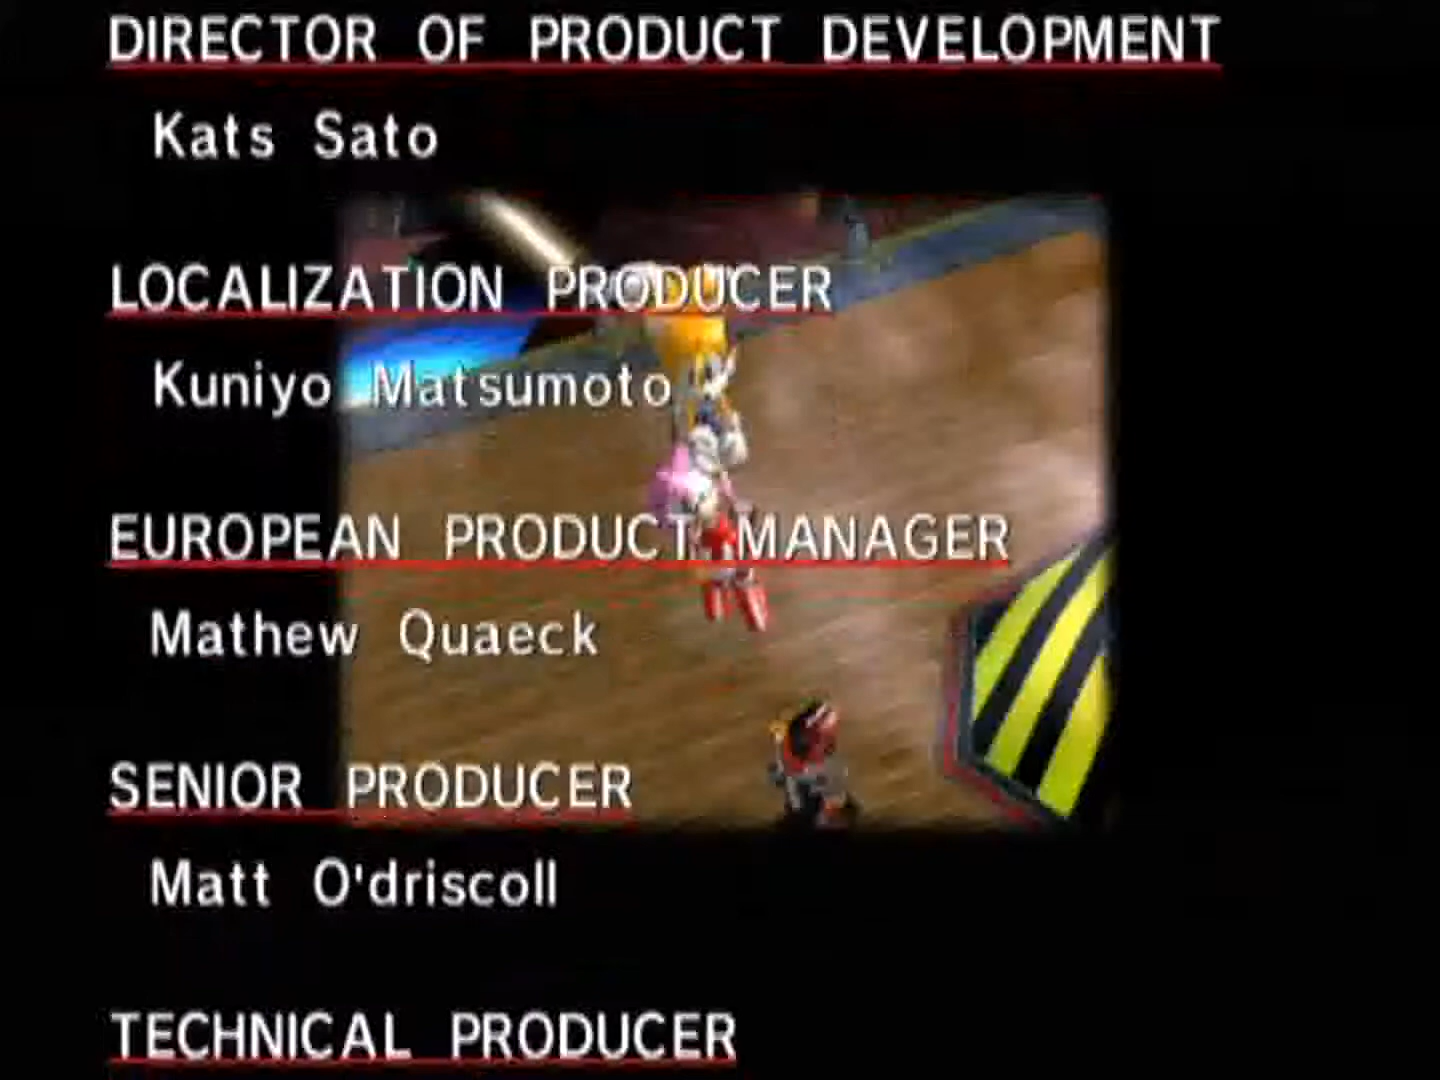 DIRECTOR OF PRODUCT DEVELOPMENT
Kats Sato
LOCALIZATION PRODUCER
Kuniyo Matsumoto
EUROPEAN PRODUCT MANAGER
Mathew Quaeck
SENIOR PRODUCER
Matt O'driscoll
TECHNICAL PRODUCER